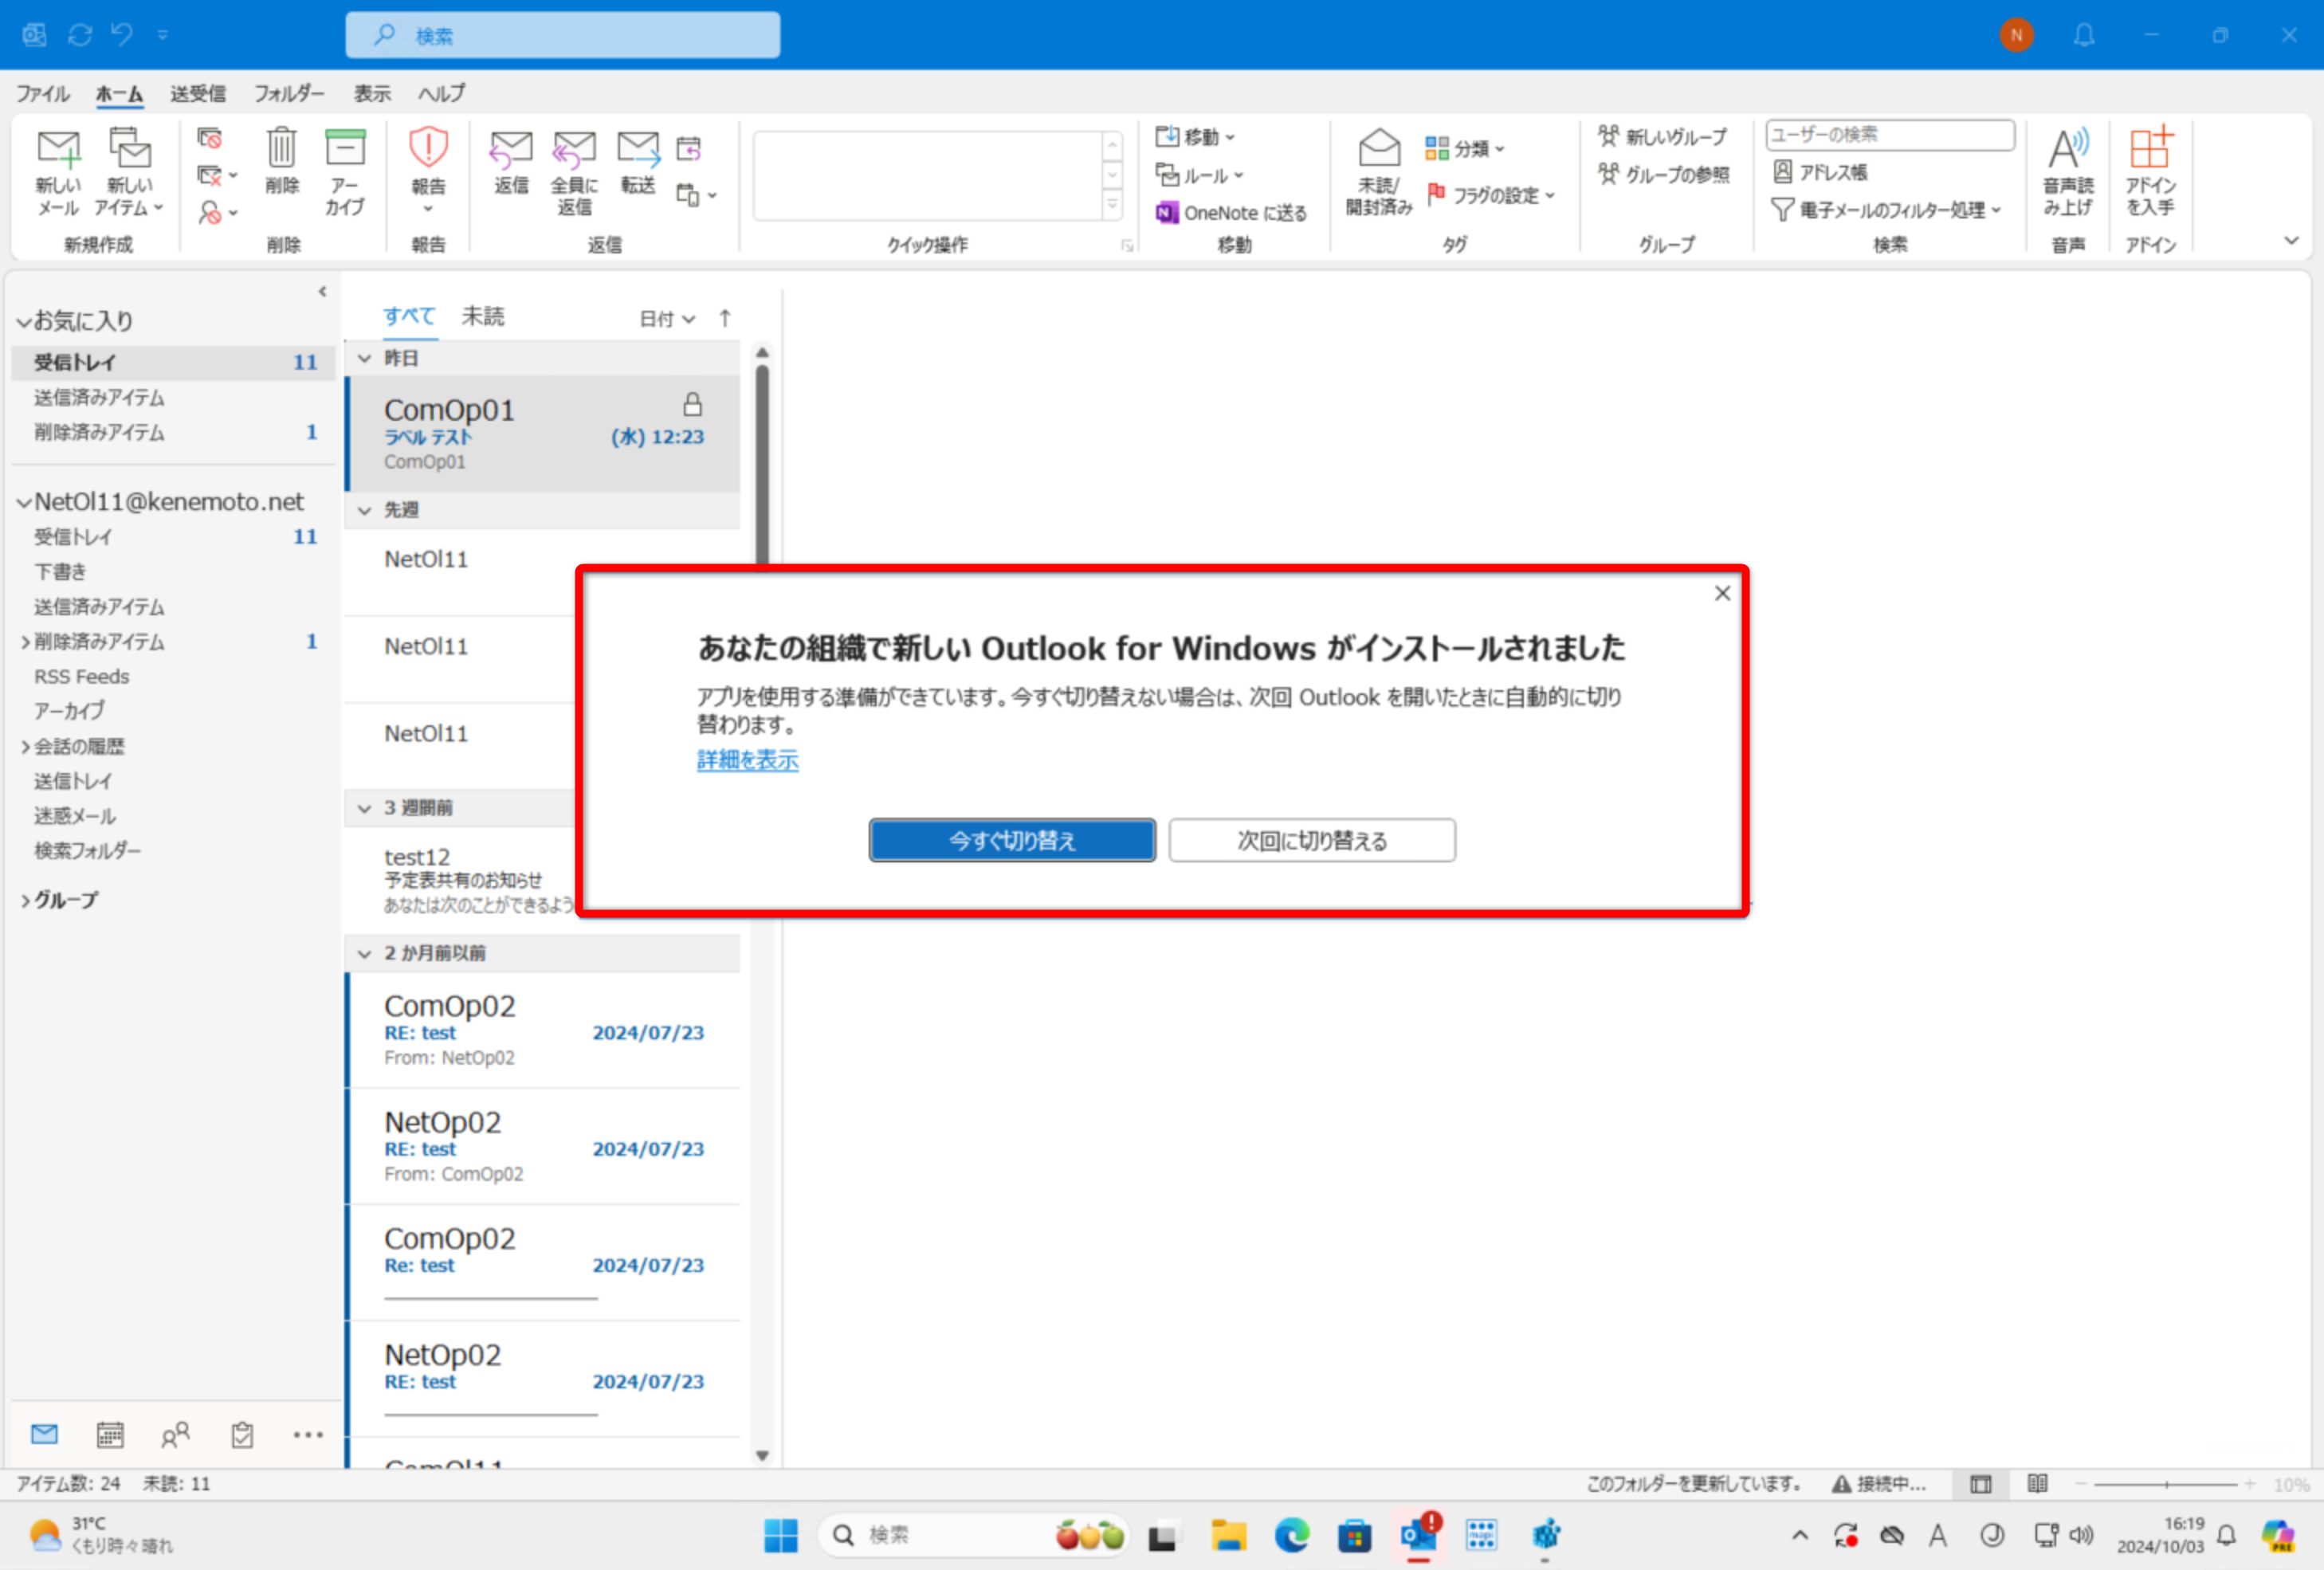 検索
N
ファイル ホーム 送受信 フォルダー 表示 ヘルプ
新しい
メール
新しい
アイテム
新規作成
削除
アー
カイブ
削除
報告
報告
返信
全員に
返信
転送
返信
クイック操作
移動
ルール
OneNote に送る
移動
未読/
開封済み
分類
フラグの設定
タグ
新しいグループ
グループの参照
グループ
ユーザーの検索
アドレス帳
電子メールのフィルター処理
検索
音声読
み上げ
音声
アドイン
を入手
アドイン
お気に入り
受信トレイ 11
送信済みアイテム
削除済みアイテム 1
NetOl11@kenemoto.net
受信トレイ 11
下書き
送信済みアイテム
削除済みアイテム 1
RSS Feeds
アーカイブ
会話の履歴
送信トレイ
迷惑メール
検索フォルダー
グループ
すべて 未読 日付 ↑
昨日
ComOp01
ラベル テスト (水) 12:23
ComOp01
先週
NetOl11
NetOl11
NetOl11
3 週間前
test12
予定表共有のお知らせ
あなたは次のことができるよう
2 か月前以前
ComOp02
RE: test 2024/07/23
From: NetOp02
NetOp02
RE: test 2024/07/23
From: ComOp02
ComOp02
Re: test 2024/07/23
NetOp02
RE: test 2024/07/23
ComOl11
あなたの組織で新しい Outlook for Windows がインストールされました
アプリを使用する準備ができています。今すぐ切り替えない場合は、次回 Outlook を開いたときに自動的に切り
替わります。
詳細を表示
今すぐ切り替え 次回に切り替える
アイテム数: 24 未読: 11
このフォルダーを更新しています。 接続中... 10%
31°C
くもり時々晴れ
検索
mapi
A
16:19
2024/10/03
PRE